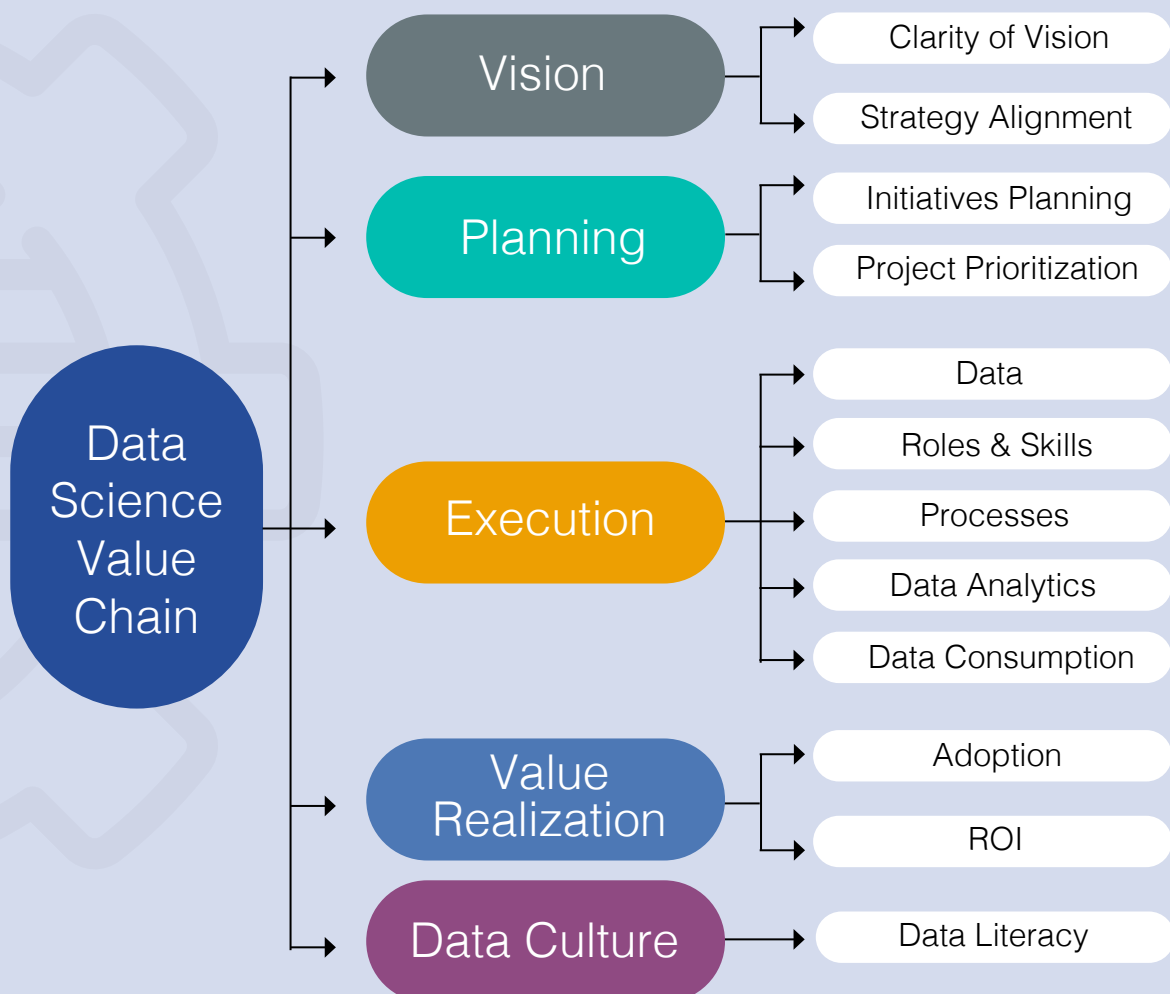 Data
Science
Value
Chain
Vision
Clarity of Vision
Strategy Alignment
Planning
Initiatives Planning
Project Prioritization
Execution
Data
Roles & Skills
Processes
Data Analytics
Data Consumption
Value
Realization
Adoption
ROI
Data Culture
Data Literacy